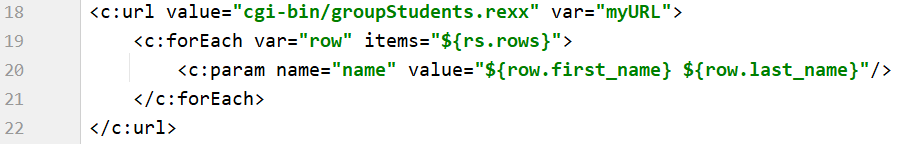 18 <c:url value="cgi-bin/groupStudents.rexx" var="myURL">
19 <c:forEach var="row" items="${rs.rows}">
20 <c:param name="name" value="${row.first_name} ${row.last_name}"/>
21 </c:forEach>
22 </c:url>